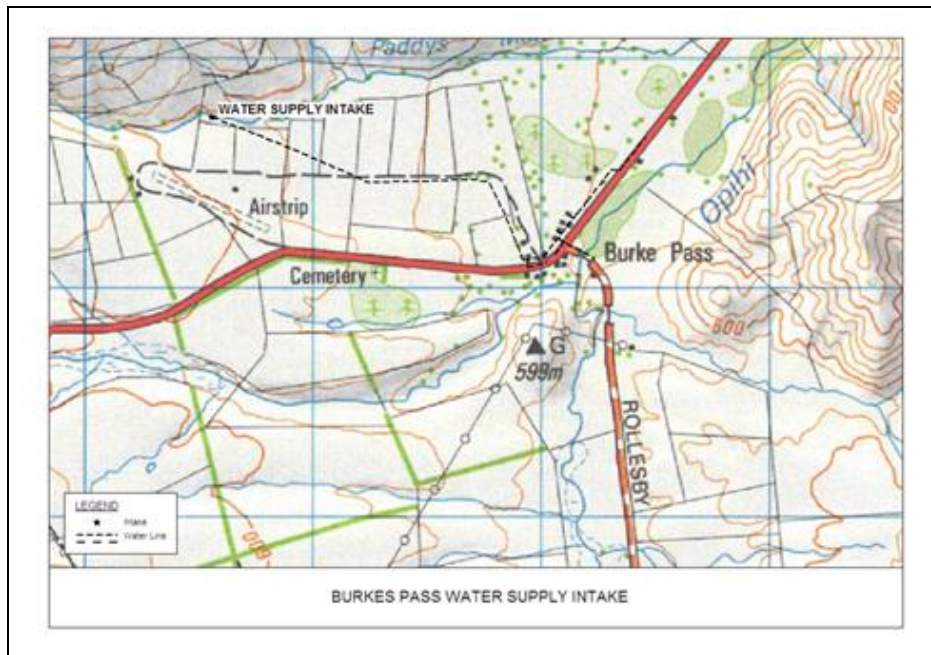 Paddys
WATER SUPPLY INTAKE
Airstrip
Opihi
Burke Pass
Cemetery
600
G
599m
ROLLESBY
LEGEND
Intake
Water Line
600
BURKES PASS WATER SUPPLY INTAKE